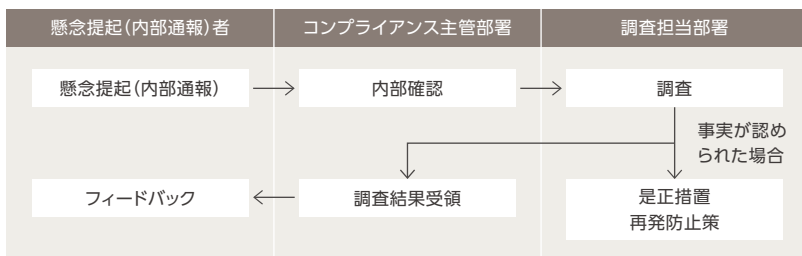 懸念提起（内部通報）者
コンプライアンス主管部署
調査担当部署
懸念提起（内部通報）
内部確認
調査
事実が認め
られた場合
フィードバック
調査結果受領
是正措置
再発防止策